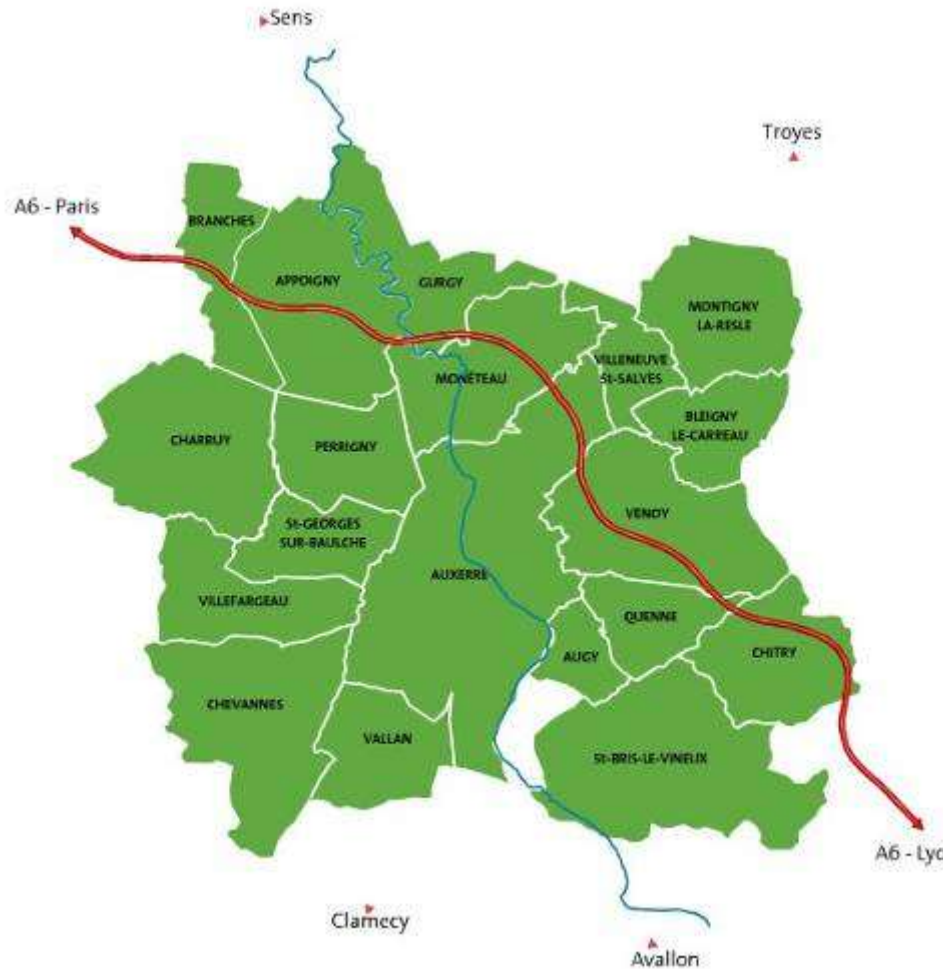 Sens
Troyes
A6 - Paris
BRANCHES
APPOIGNY
GURGY
MONTIGNY
LA-RESLE
VILLENEUVE
St-SALVES
MONÉTEAU
BLEIGNY
LE-CARREAU
CHARBUY
PERRIGNY
VENOY
St-GEORGES
SUR-BAULCHE
AUXERRE
VILLEFARGEAU
QUENNE
AUGY
CHITRY
CHEVANNES
VALLAN
St-BRIS-LE-VINEUX
A6 - Lyo
Clamecy
Avallon